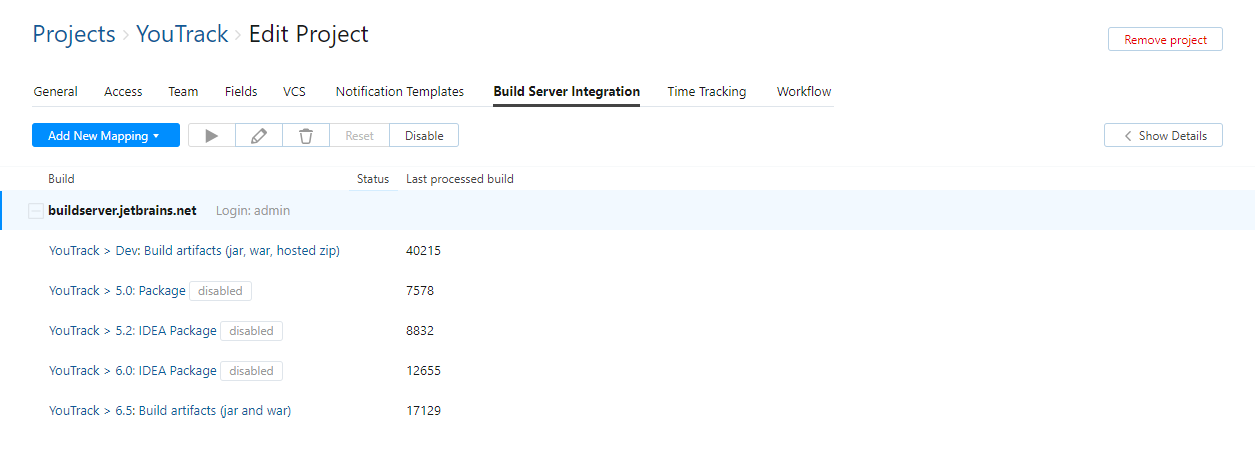 Projects › YouTrack › Edit Project
Remove project
General Access Team Fields VCS Notification Templates Build Server Integration Time Tracking Workflow
Add New Mapping Reset Disable Show Details
Build Status Last processed build
buildserver.jetbrains.net Login: admin
YouTrack > Dev: Build artifacts (jar, war, hosted zip) 40215
YouTrack > 5.0: Package disabled 7578
YouTrack > 5.2: IDEA Package disabled 8832
YouTrack > 6.0: IDEA Package disabled 12655
YouTrack > 6.5: Build artifacts (jar and war) 17129